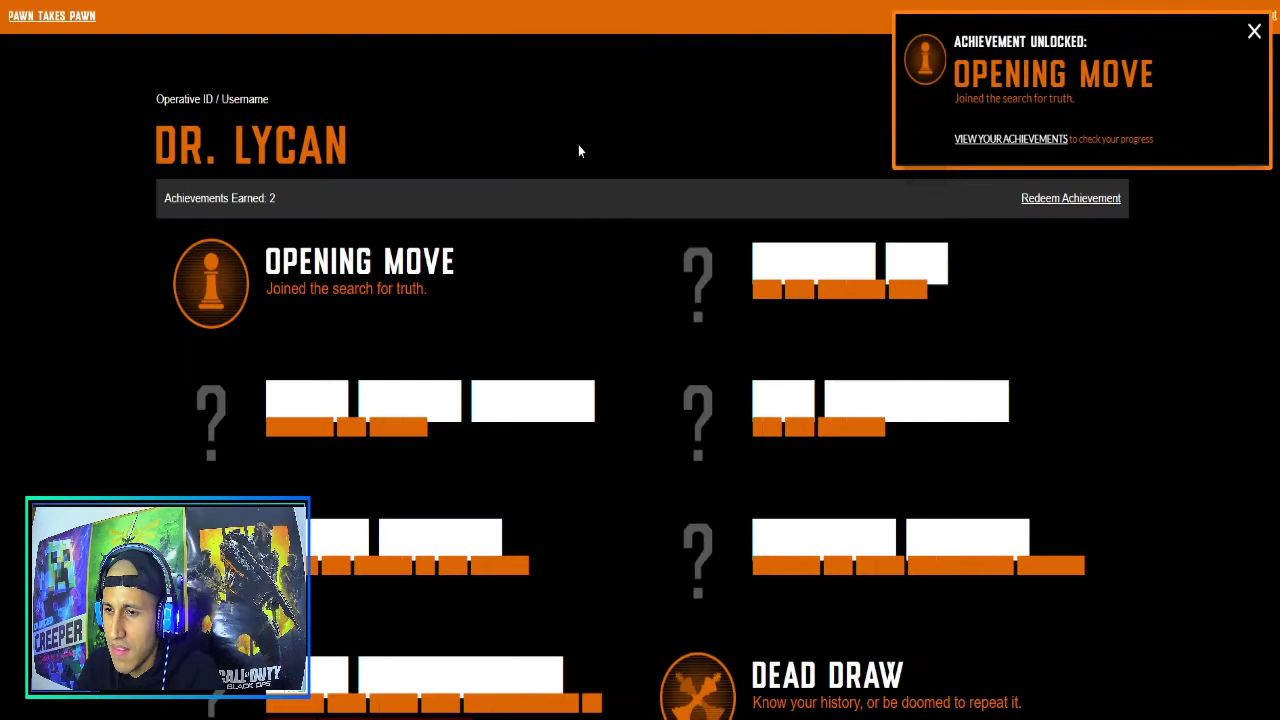 PAWN TAKES PAWN
ACHIEVEMENT UNLOCKED:
OPENING MOVE
Joined the search for truth.
VIEW YOUR ACHIEVEMENTS to check your progress
Operative ID / Username
DR. LYCAN
Achievements Earned: 2
Redeem Achievement
OPENING MOVE
Joined the search for truth.
?
?
?
?
DEAD DRAW
Know your history, or be doomed to repeat it.
CREEPER
CALL OF DUTY
BLACK OPS